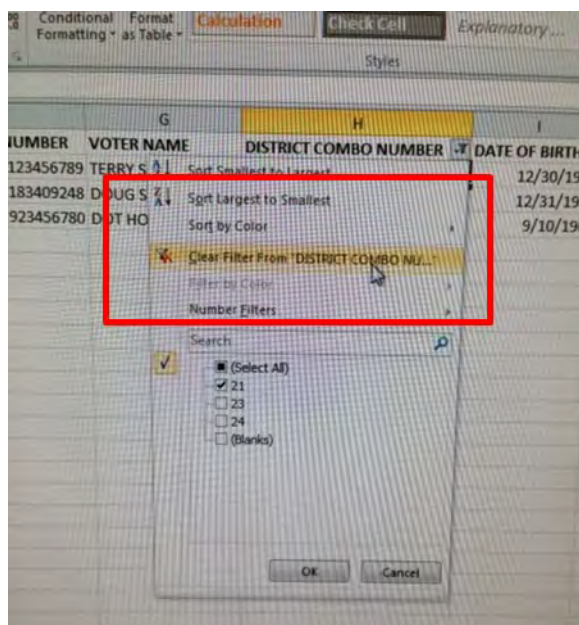 Conditional Format Calculation Check Cell Explanatory ...
Formatting as Table
Styles
G H I
NUMBER VOTER NAME DISTRICT COMBO NUMBER DATE OF BIRTH
123456789 TERRY S Sort Smallest to Largest 12/30/19
183409248 DOUG S Sort Largest to Smallest 12/31/19
923456780 DOT HO Sort by Color 9/10/19
Clear Filter From "DISTRICT COMBO NU..."
Filter by Color
Number Filters
Search
(Select All)
21
23
24
(Blanks)
OK Cancel